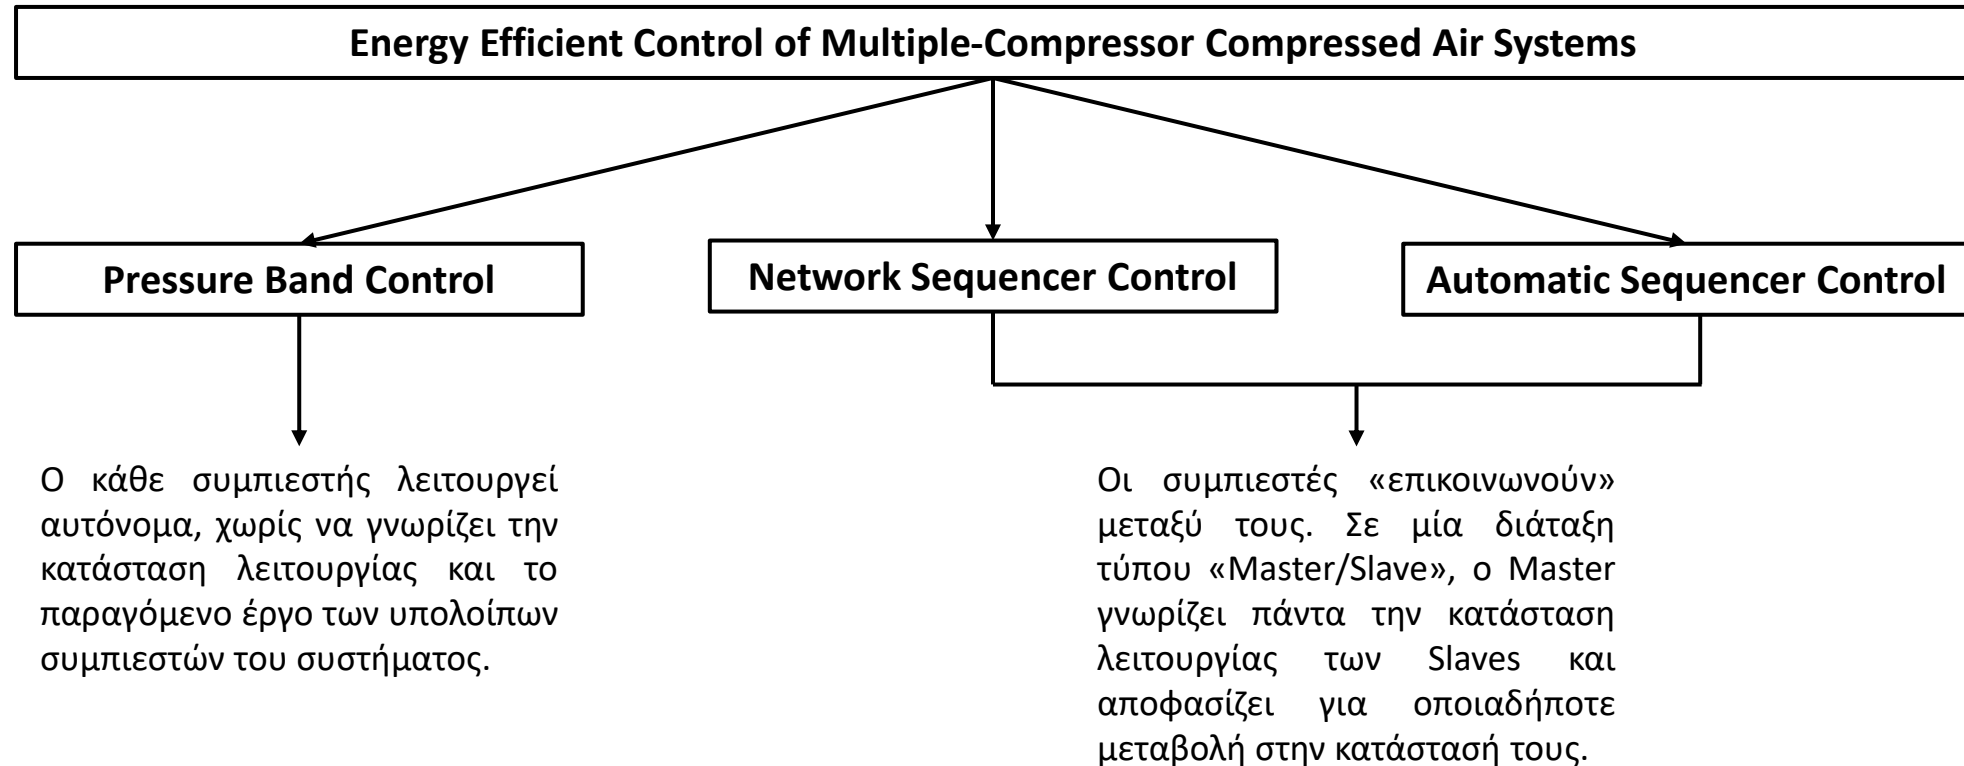 Energy Efficient Control of Multiple-Compressor Compressed Air Systems
Pressure Band Control
Network Sequencer Control
Automatic Sequencer Control
Ο κάθε συμπιεστής λειτουργεί
αυτόνομα, χωρίς να γνωρίζει την
κατάσταση λειτουργίας και το
παραγόμενο έργο των υπολοίπων
συμπιεστών του συστήματος.
Οι συμπιεστές «επικοινωνούν»
μεταξύ τους. Σε μία διάταξη
τύπου «Master/Slave», ο Master
γνωρίζει πάντα την κατάσταση
λειτουργίας των Slaves και
αποφασίζει για οποιαδήποτε
μεταβολή στην κατάστασή τους.